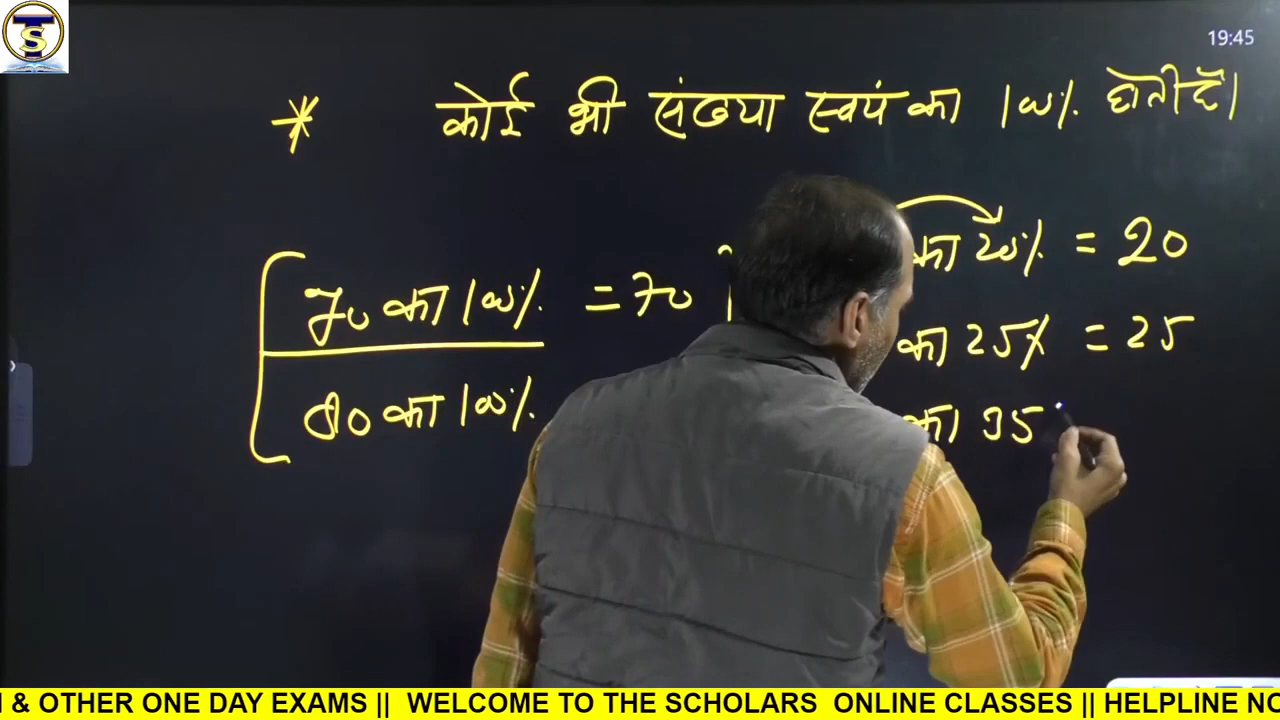 TS
19:45
* कोई भी संख्या स्वयं का 100% होती है।
70 का 100% = 70
का 20% = 20
80 का 100%
का 25% = 25
का 35
& OTHER ONE DAY EXAMS || WELCOME TO THE SCHOLARS ONLINE CLASSES || HELPLINE NO